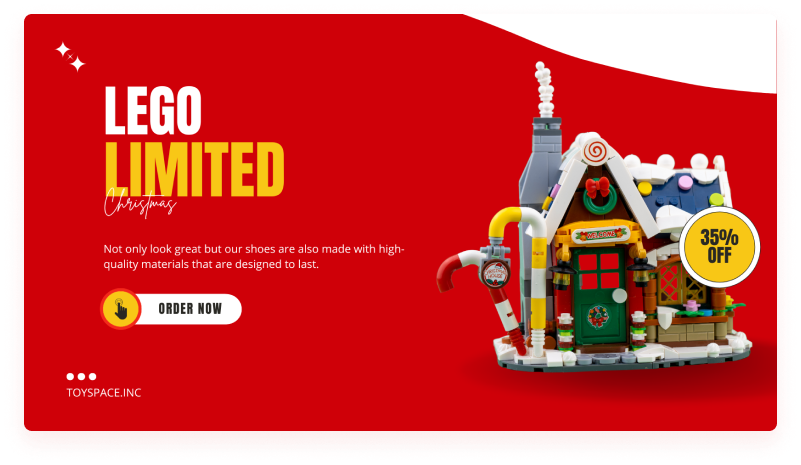 LEGO
LIMITED
Christmas
Not only look great but our shoes are also made with high-
quality materials that are designed to last.
ORDER NOW
TOYSPACE.INC
WELCOME
35%
OFF